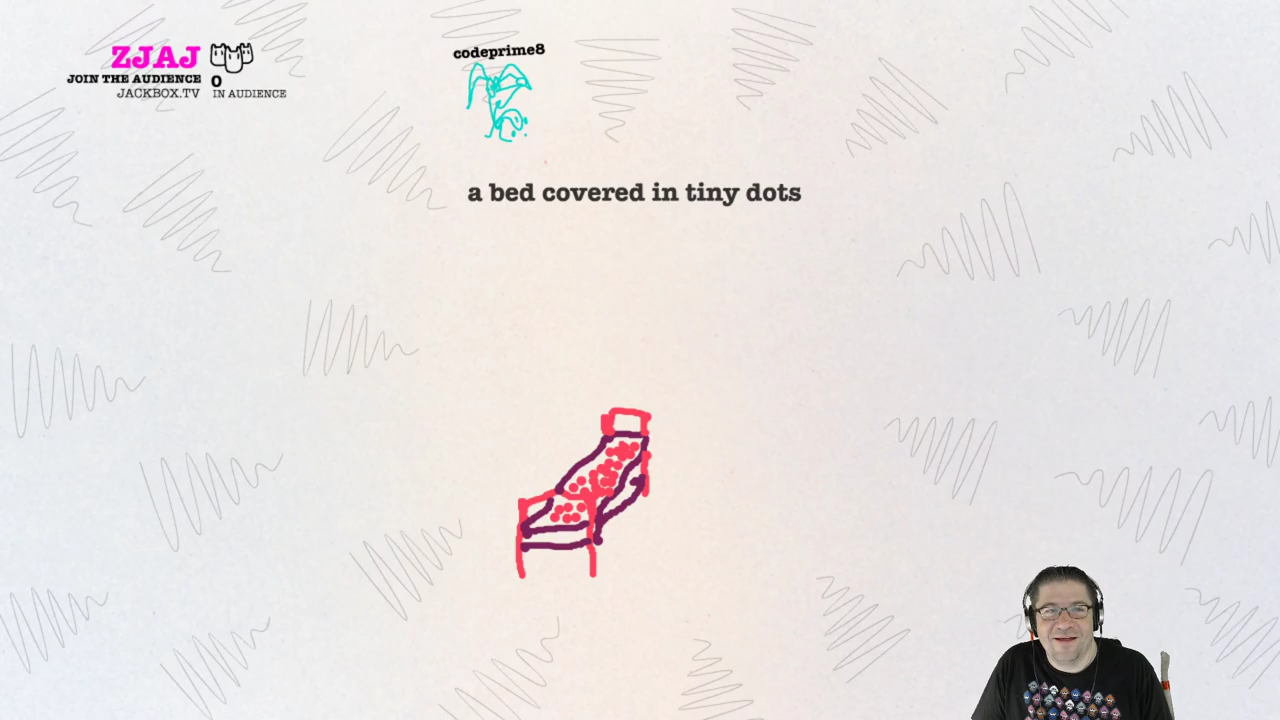 ZJAJ
JOIN THE AUDIENCE
JACKBOX.TV
0
IN AUDIENCE
codeprime8
a bed covered in tiny dots